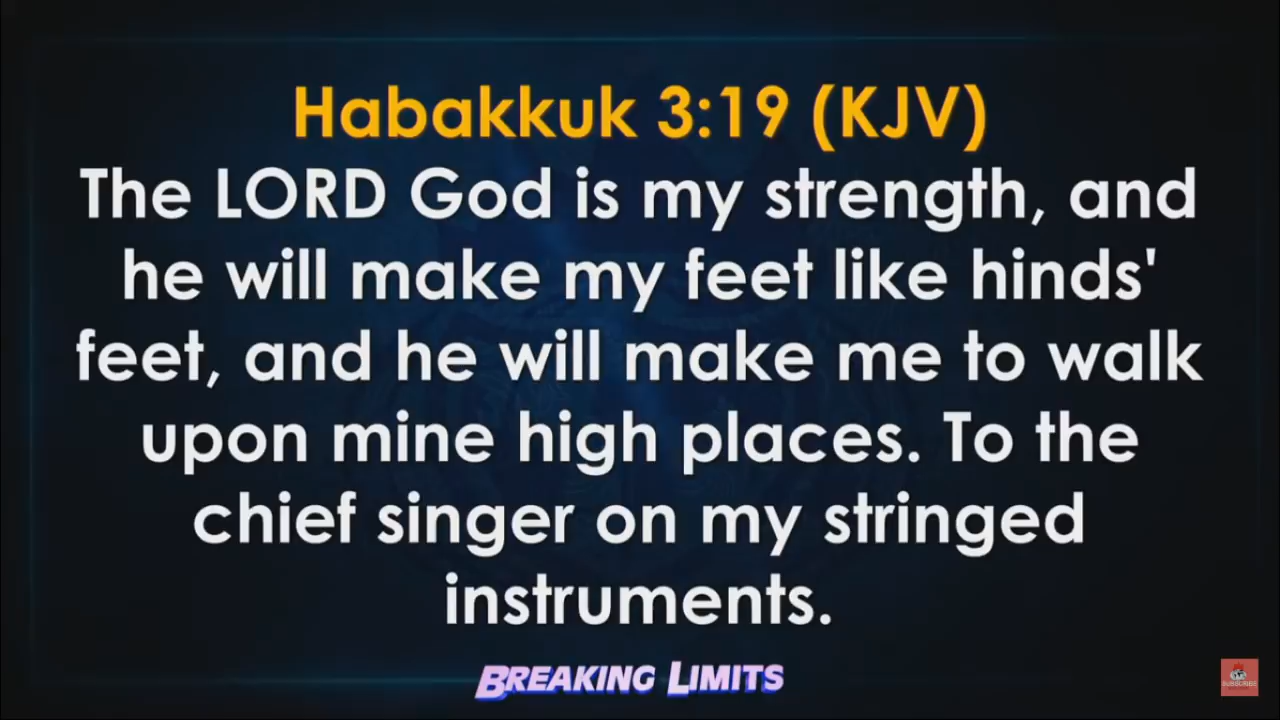 Habakkuk 3:19 (KJV)
The LORD God is my strength, and
he will make my feet like hinds'
feet, and he will make me to walk
upon mine high places. To the
chief singer on my stringed
instruments.
BREAKING LIMITS
SUBSCRIBE